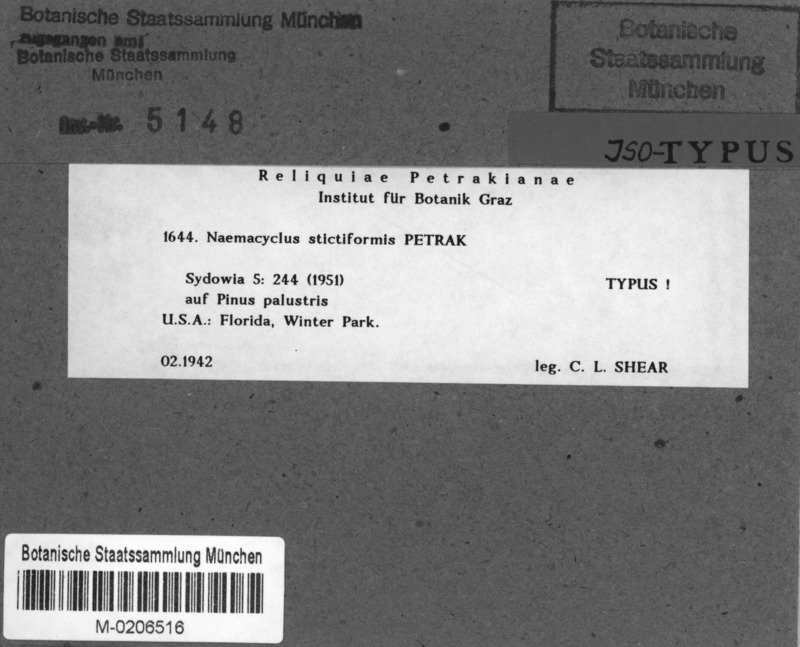 Botanische Staatssammlung München
zugegangen am:
Botanische Staatssammlung
München
5148
Botanische
Staatssammlung
München
ISO-TYPUS
Reliquiae Petrakianae
Institut für Botanik Graz
1644. Naemacyclus stictiformis PETRAK
Sydowia 5: 244 (1951)
TYPUS !
auf Pinus palustris
U.S.A.: Florida, Winter Park.
02.1942
leg. C. L. SHEAR
Botanische Staatssammlung München
M-0206516